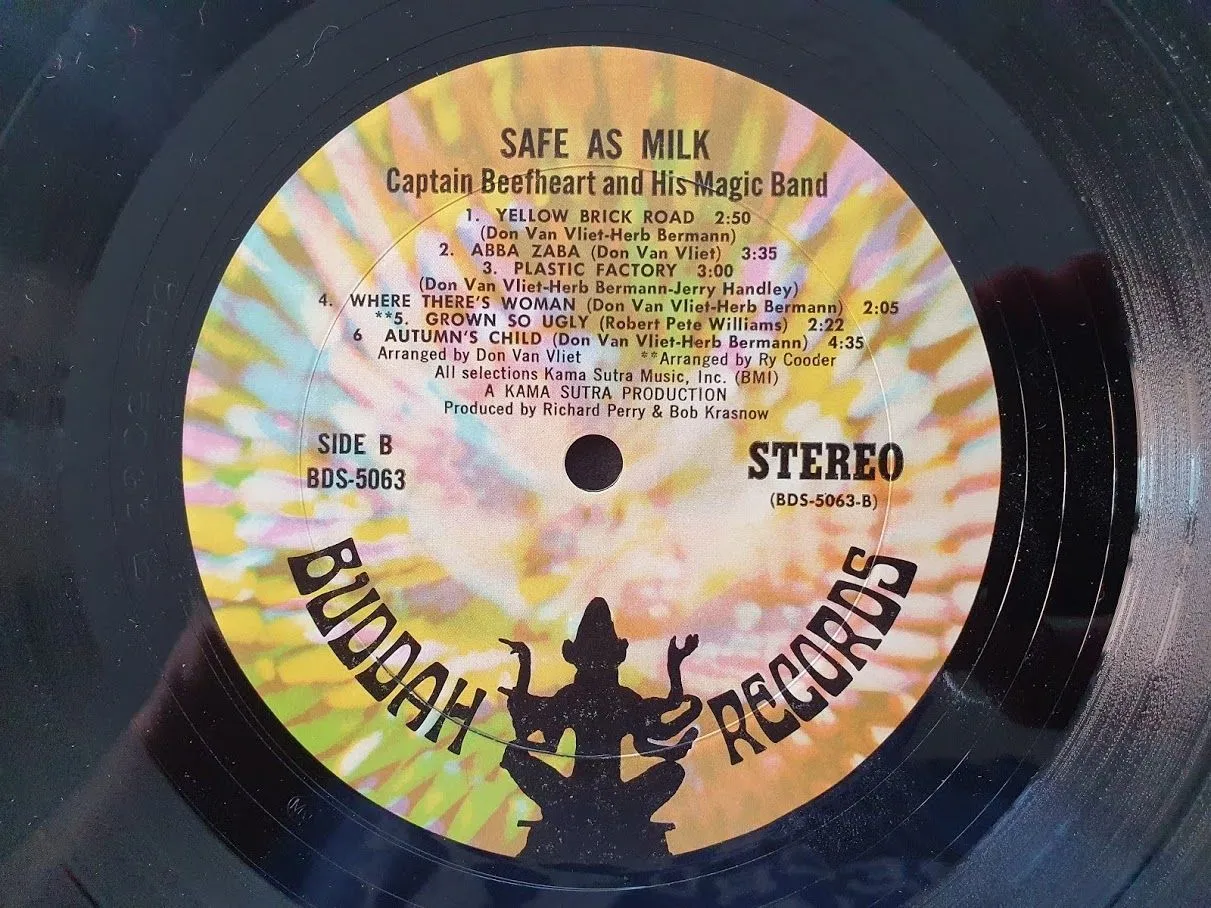 SAFE AS MILK
Captain Beefheart and His Magic Band
1. YELLOW BRICK ROAD 2:50
(Don Van Vliet-Herb Bermann)
2. ABBA ZABA (Don Van Vliet) 3:35
3. PLASTIC FACTORY 3:00
(Don Van Vliet-Herb Bermann-Jerry Handley)
4. WHERE THERE'S WOMAN (Don Van Vliet-Herb Bermann) 2:05
**5. GROWN SO UGLY (Robert Pete Williams) 2:22
6 AUTUMN'S CHILD (Don Van Vliet-Herb Bermann) 4:35
Arranged by Don Van Vliet **Arranged by Ry Cooder
All selections Kama Sutra Music, Inc. (BMI)
A KAMA SUTRA PRODUCTION
Produced by Richard Perry & Bob Krasnow
SIDE B
BDS-5063
STEREO
(BDS-5063-B)
BUDDAH RECORDS